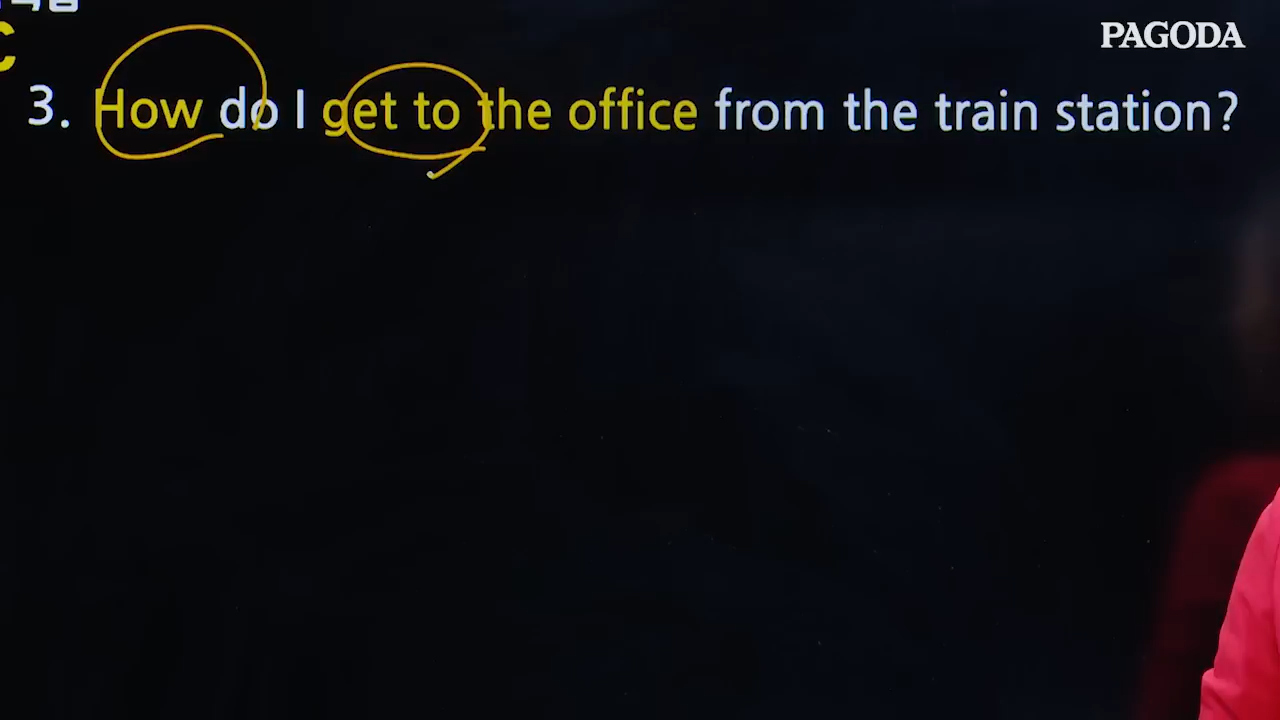 PAGODA
3. How do I get to the office from the train station?